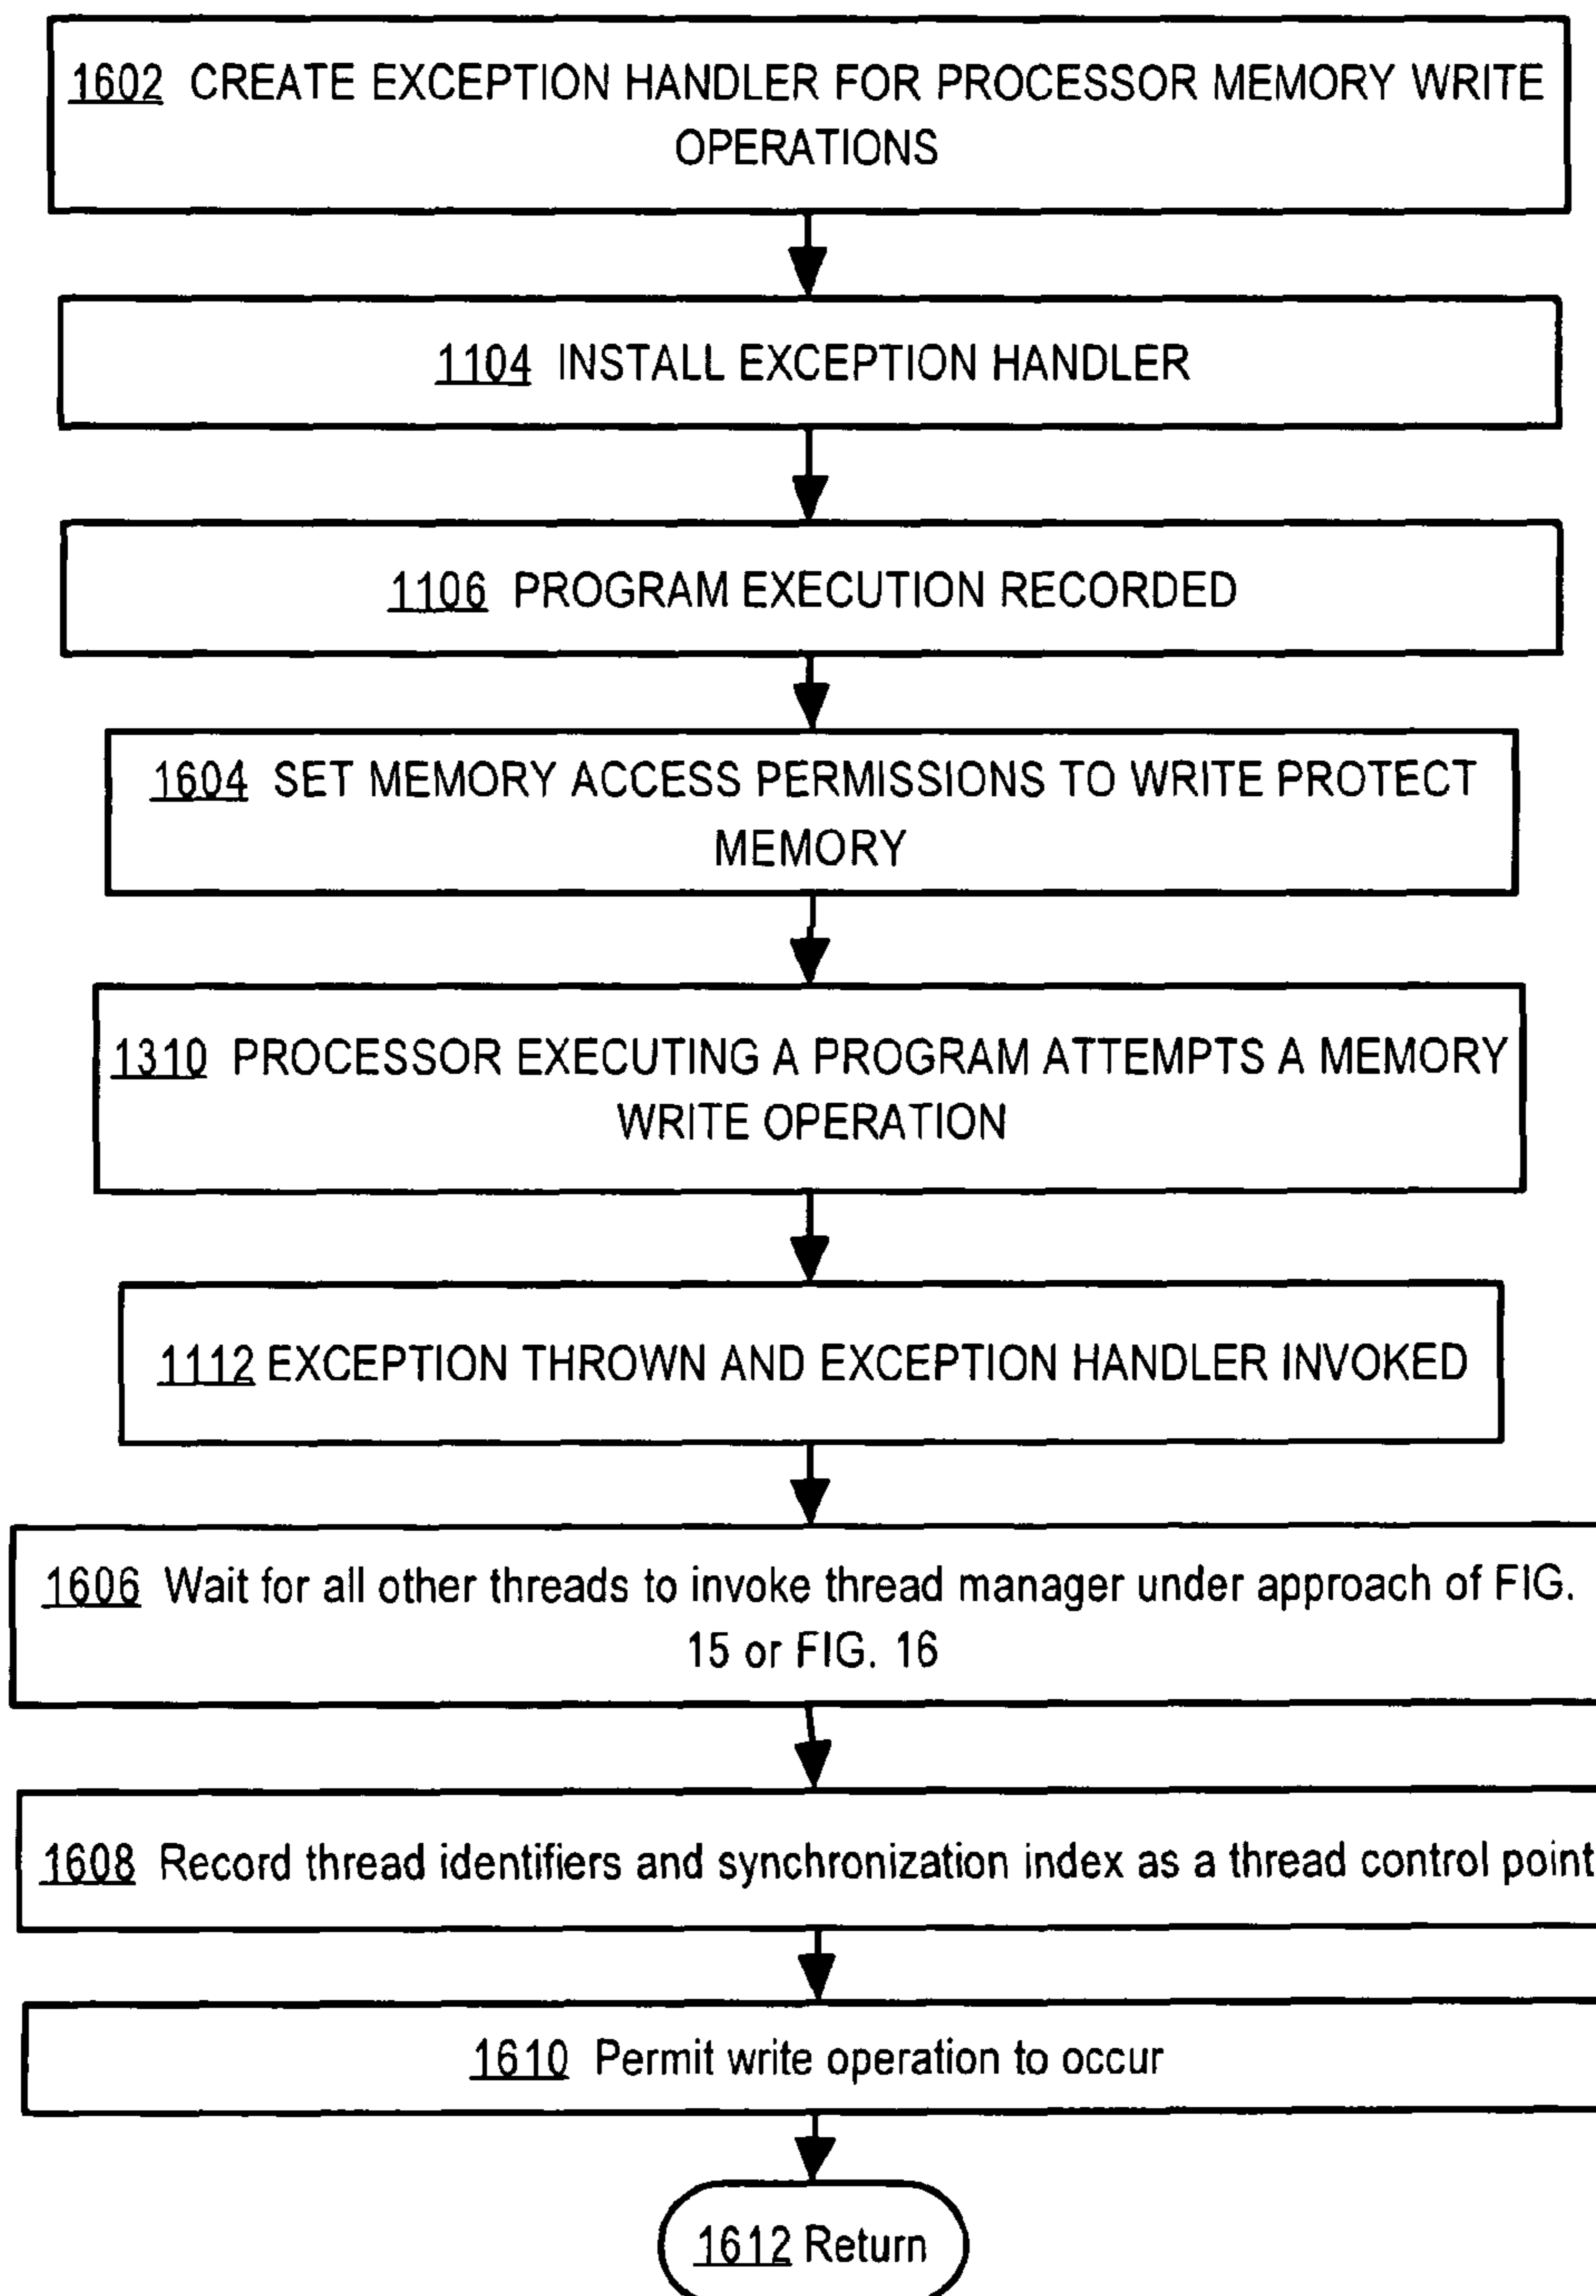 1602 CREATE EXCEPTION HANDLER FOR PROCESSOR MEMORY WRITE
OPERATIONS
1104 INSTALL EXCEPTION HANDLER
1106 PROGRAM EXECUTION RECORDED
1604 SET MEMORY ACCESS PERMISSIONS TO WRITE PROTECT
MEMORY
1310 PROCESSOR EXECUTING A PROGRAM ATTEMPTS A MEMORY
WRITE OPERATION
1112 EXCEPTION THROWN AND EXCEPTION HANDLER INVOKED
1606 Wait for all other threads to invoke thread manager under approach of FIG.
15 or FIG. 16
1608 Record thread identifiers and synchronization index as a thread control point
1610 Permit write operation to occur
1612 Return